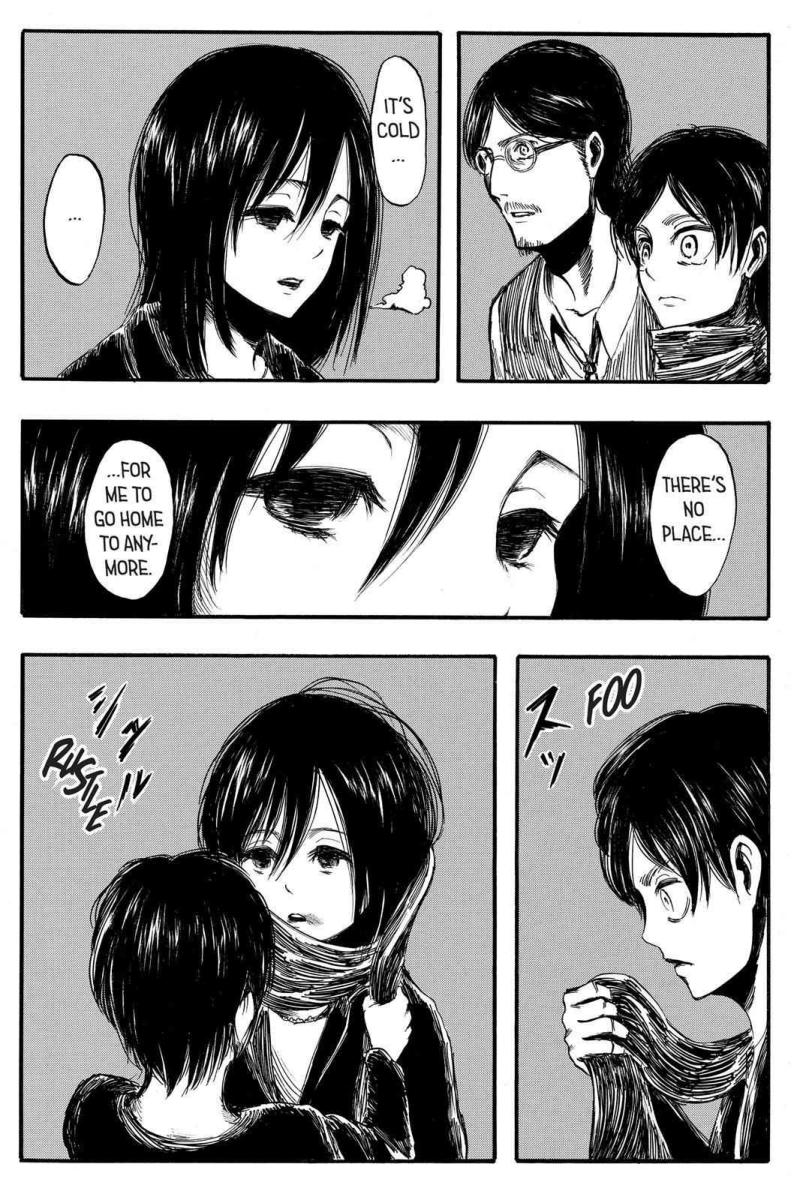 IT'S
COLD
...
...
THERE'S
NO
PLACE...
...FOR
ME TO
GO HOME
TO ANY-
MORE.
スッ
FOO
シュル
RUSTLE